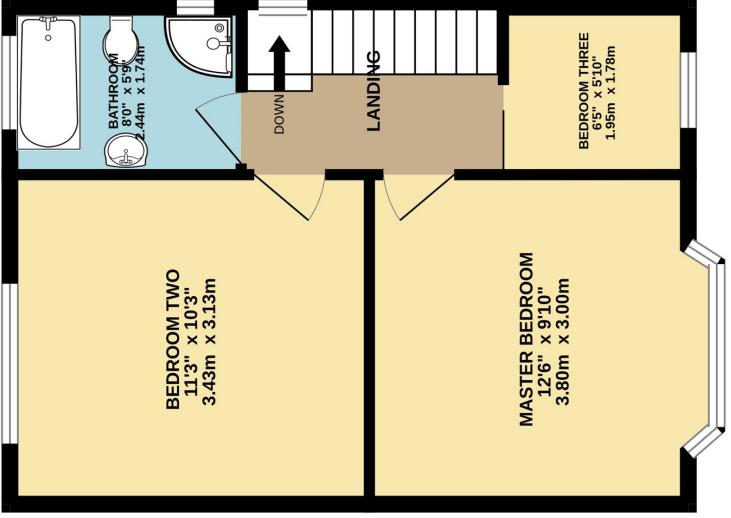 BATHROOM
8'0" x 5'9"
2.44m x 1.74m
DOWN
LANDING
BEDROOM THREE
6'5" x 5'10"
1.95m x 1.78m
BEDROOM TWO
11'3" x 10'3"
3.43m x 3.13m
MASTER BEDROOM
12'6" x 9'10"
3.80m x 3.00m